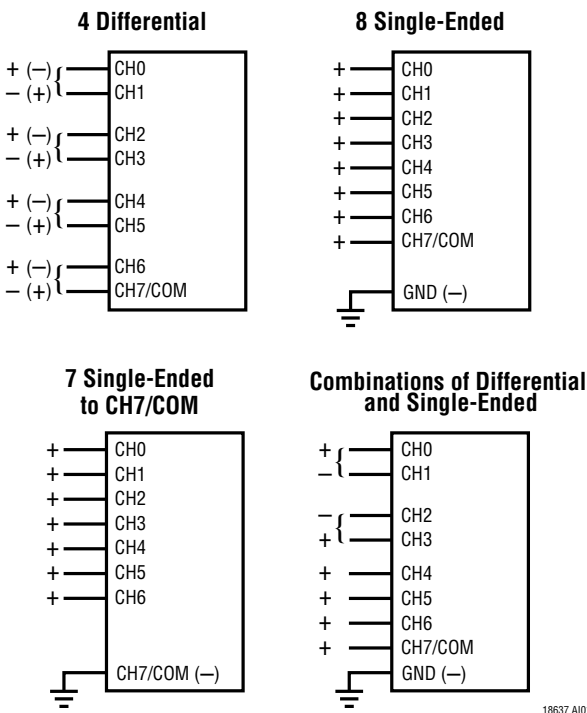 4 Differential
+ (–) { CH0
– (+) CH1
+ (–) { CH2
– (+) CH3
+ (–) { CH4
– (+) CH5
+ (–) { CH6
– (+) CH7/COM
8 Single-Ended
+ CH0
+ CH1
+ CH2
+ CH3
+ CH4
+ CH5
+ CH6
+ CH7/COM
GND (–)
7 Single-Ended
to CH7/COM
+ CH0
+ CH1
+ CH2
+ CH3
+ CH4
+ CH5
+ CH6
CH7/COM (–)
Combinations of Differential
and Single-Ended
+ { CH0
– CH1
– { CH2
+ CH3
+ CH4
+ CH5
+ CH6
+ CH7/COM
GND (–)
18637 AI0